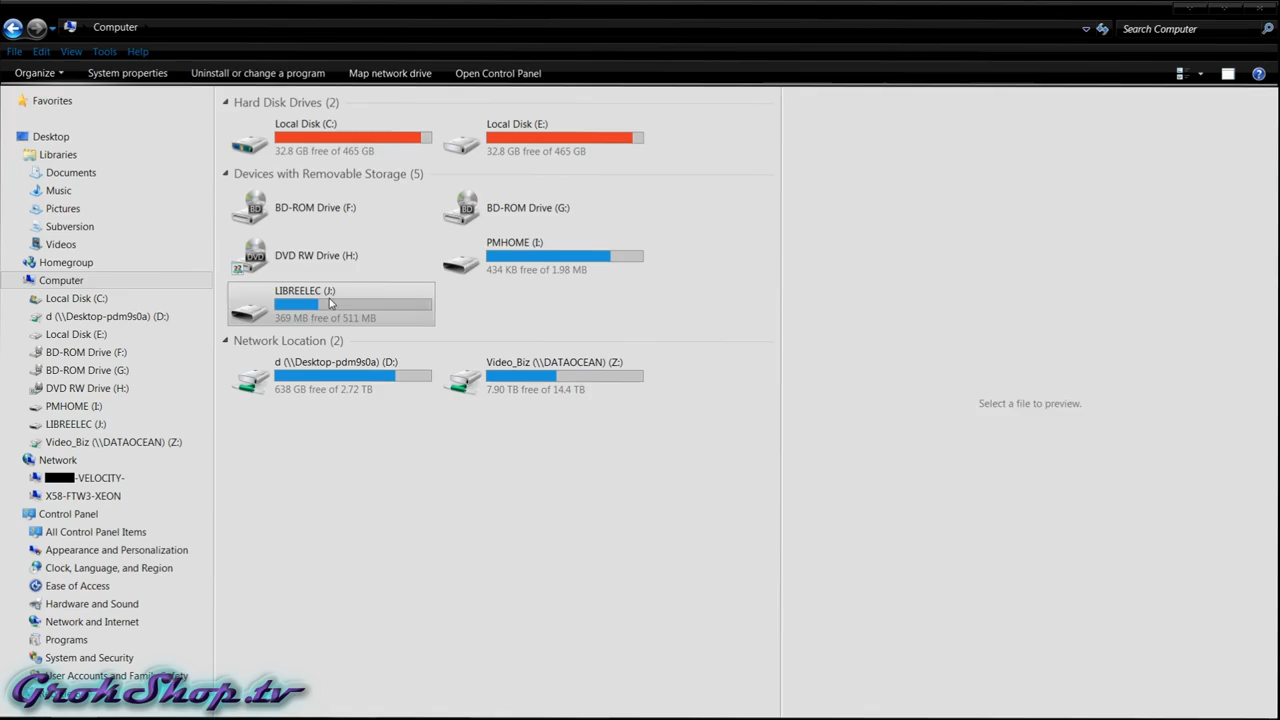 Computer
Search Computer
File Edit View Tools Help
Organize System properties Uninstall or change a program Map network drive Open Control Panel
Favorites
Desktop
Libraries
Documents
Music
Pictures
Subversion
Videos
Homegroup
Computer
Local Disk (C:)
d (\\Desktop-pdm9s0a) (D:)
Local Disk (E:)
BD-ROM Drive (F:)
BD-ROM Drive (G:)
DVD RW Drive (H:)
PMHOME (I:)
LIBREELEC (J:)
Video_Biz (\\DATAOCEAN) (Z:)
Network
-VELOCITY-
X58-FTW3-XEON
Control Panel
All Control Panel Items
Appearance and Personalization
Clock, Language, and Region
Ease of Access
Hardware and Sound
Network and Internet
Programs
System and Security
User Accounts and Family Safety
GrokShop.tv
Hard Disk Drives (2)
Local Disk (C:)
32.8 GB free of 465 GB
Local Disk (E:)
32.8 GB free of 465 GB
Devices with Removable Storage (5)
BD
BD-ROM Drive (F:)
BD
BD-ROM Drive (G:)
DVD
DVD RW Drive (H:)
PMHOME (I:)
434 KB free of 1.98 MB
LIBREELEC (J:)
369 MB free of 511 MB
Network Location (2)
d (\\Desktop-pdm9s0a) (D:)
638 GB free of 2.72 TB
Video_Biz (\\DATAOCEAN) (Z:)
7.90 TB free of 14.4 TB
Select a file to preview.